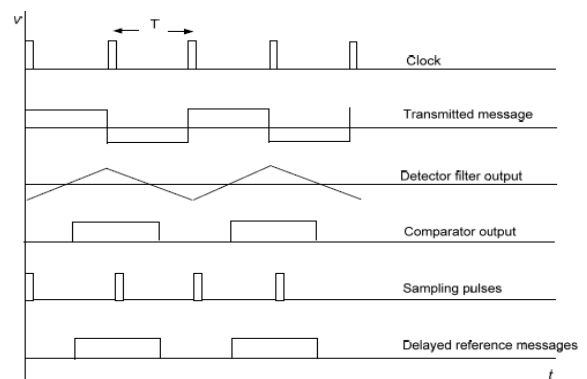 v
T
Clock
Transmitted message
Detector filter output
Comparator output
Sampling pulses
Delayed reference messages
t